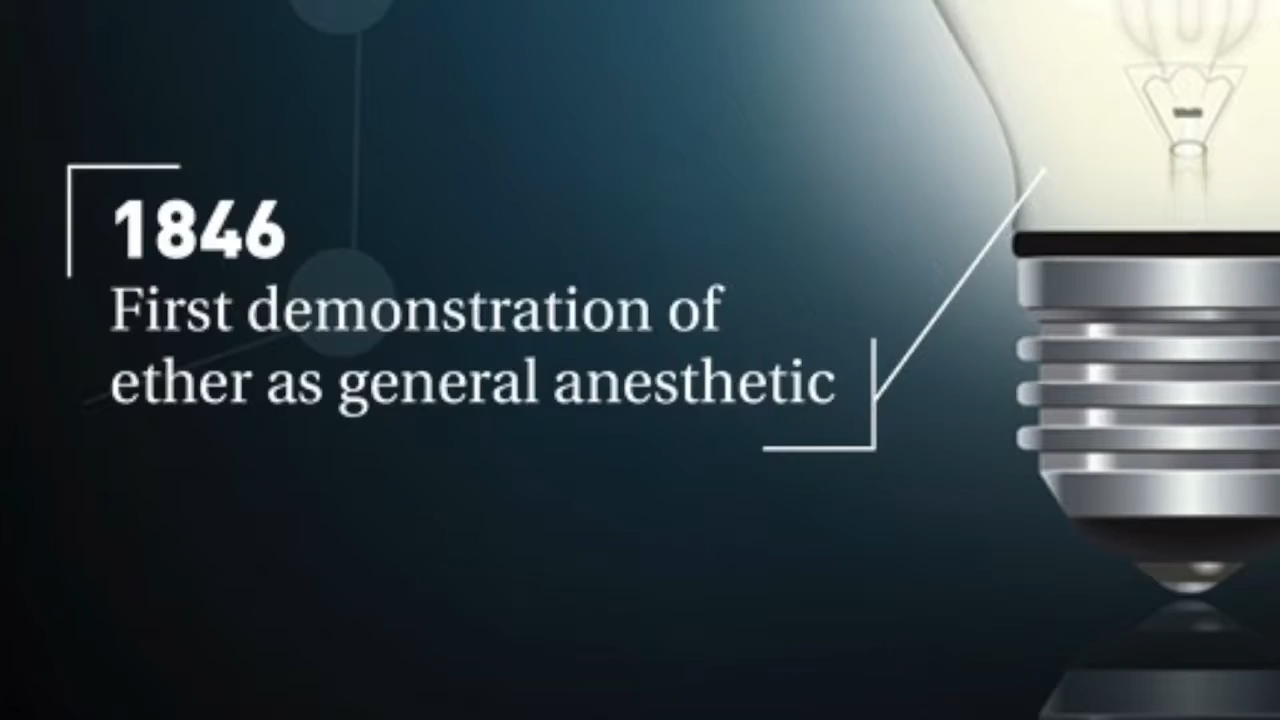 1846
First demonstration of
ether as general anesthetic